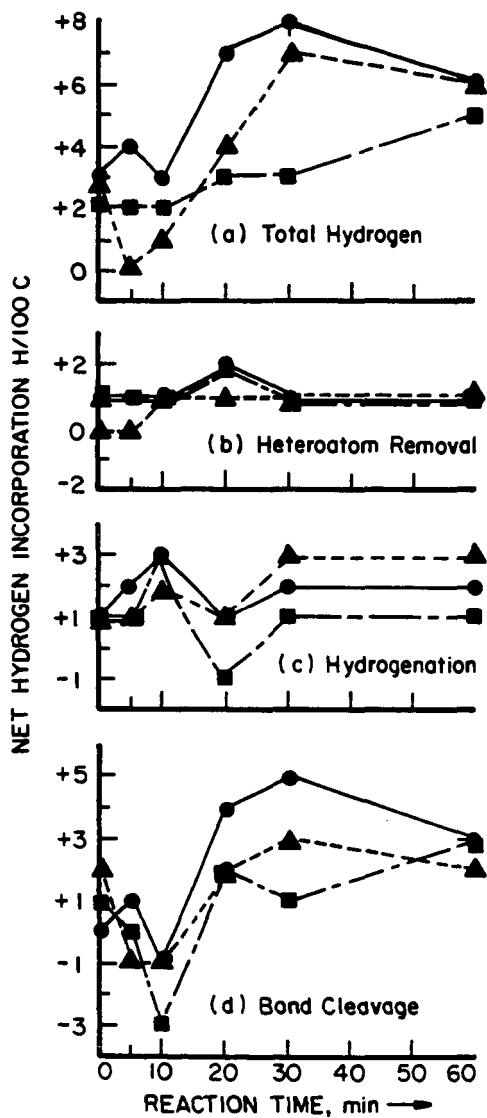 NET HYDROGEN INCORPORATION H/100 C
+8
+6
+4
+2
0
(a) Total Hydrogen
+2
0
-2
(b) Heteroatom Removal
+3
+1
-1
(c) Hydrogenation
+5
+3
+1
-1
-3
(d) Bond Cleavage
0 10 20 30 40 50 60
REACTION TIME, min →